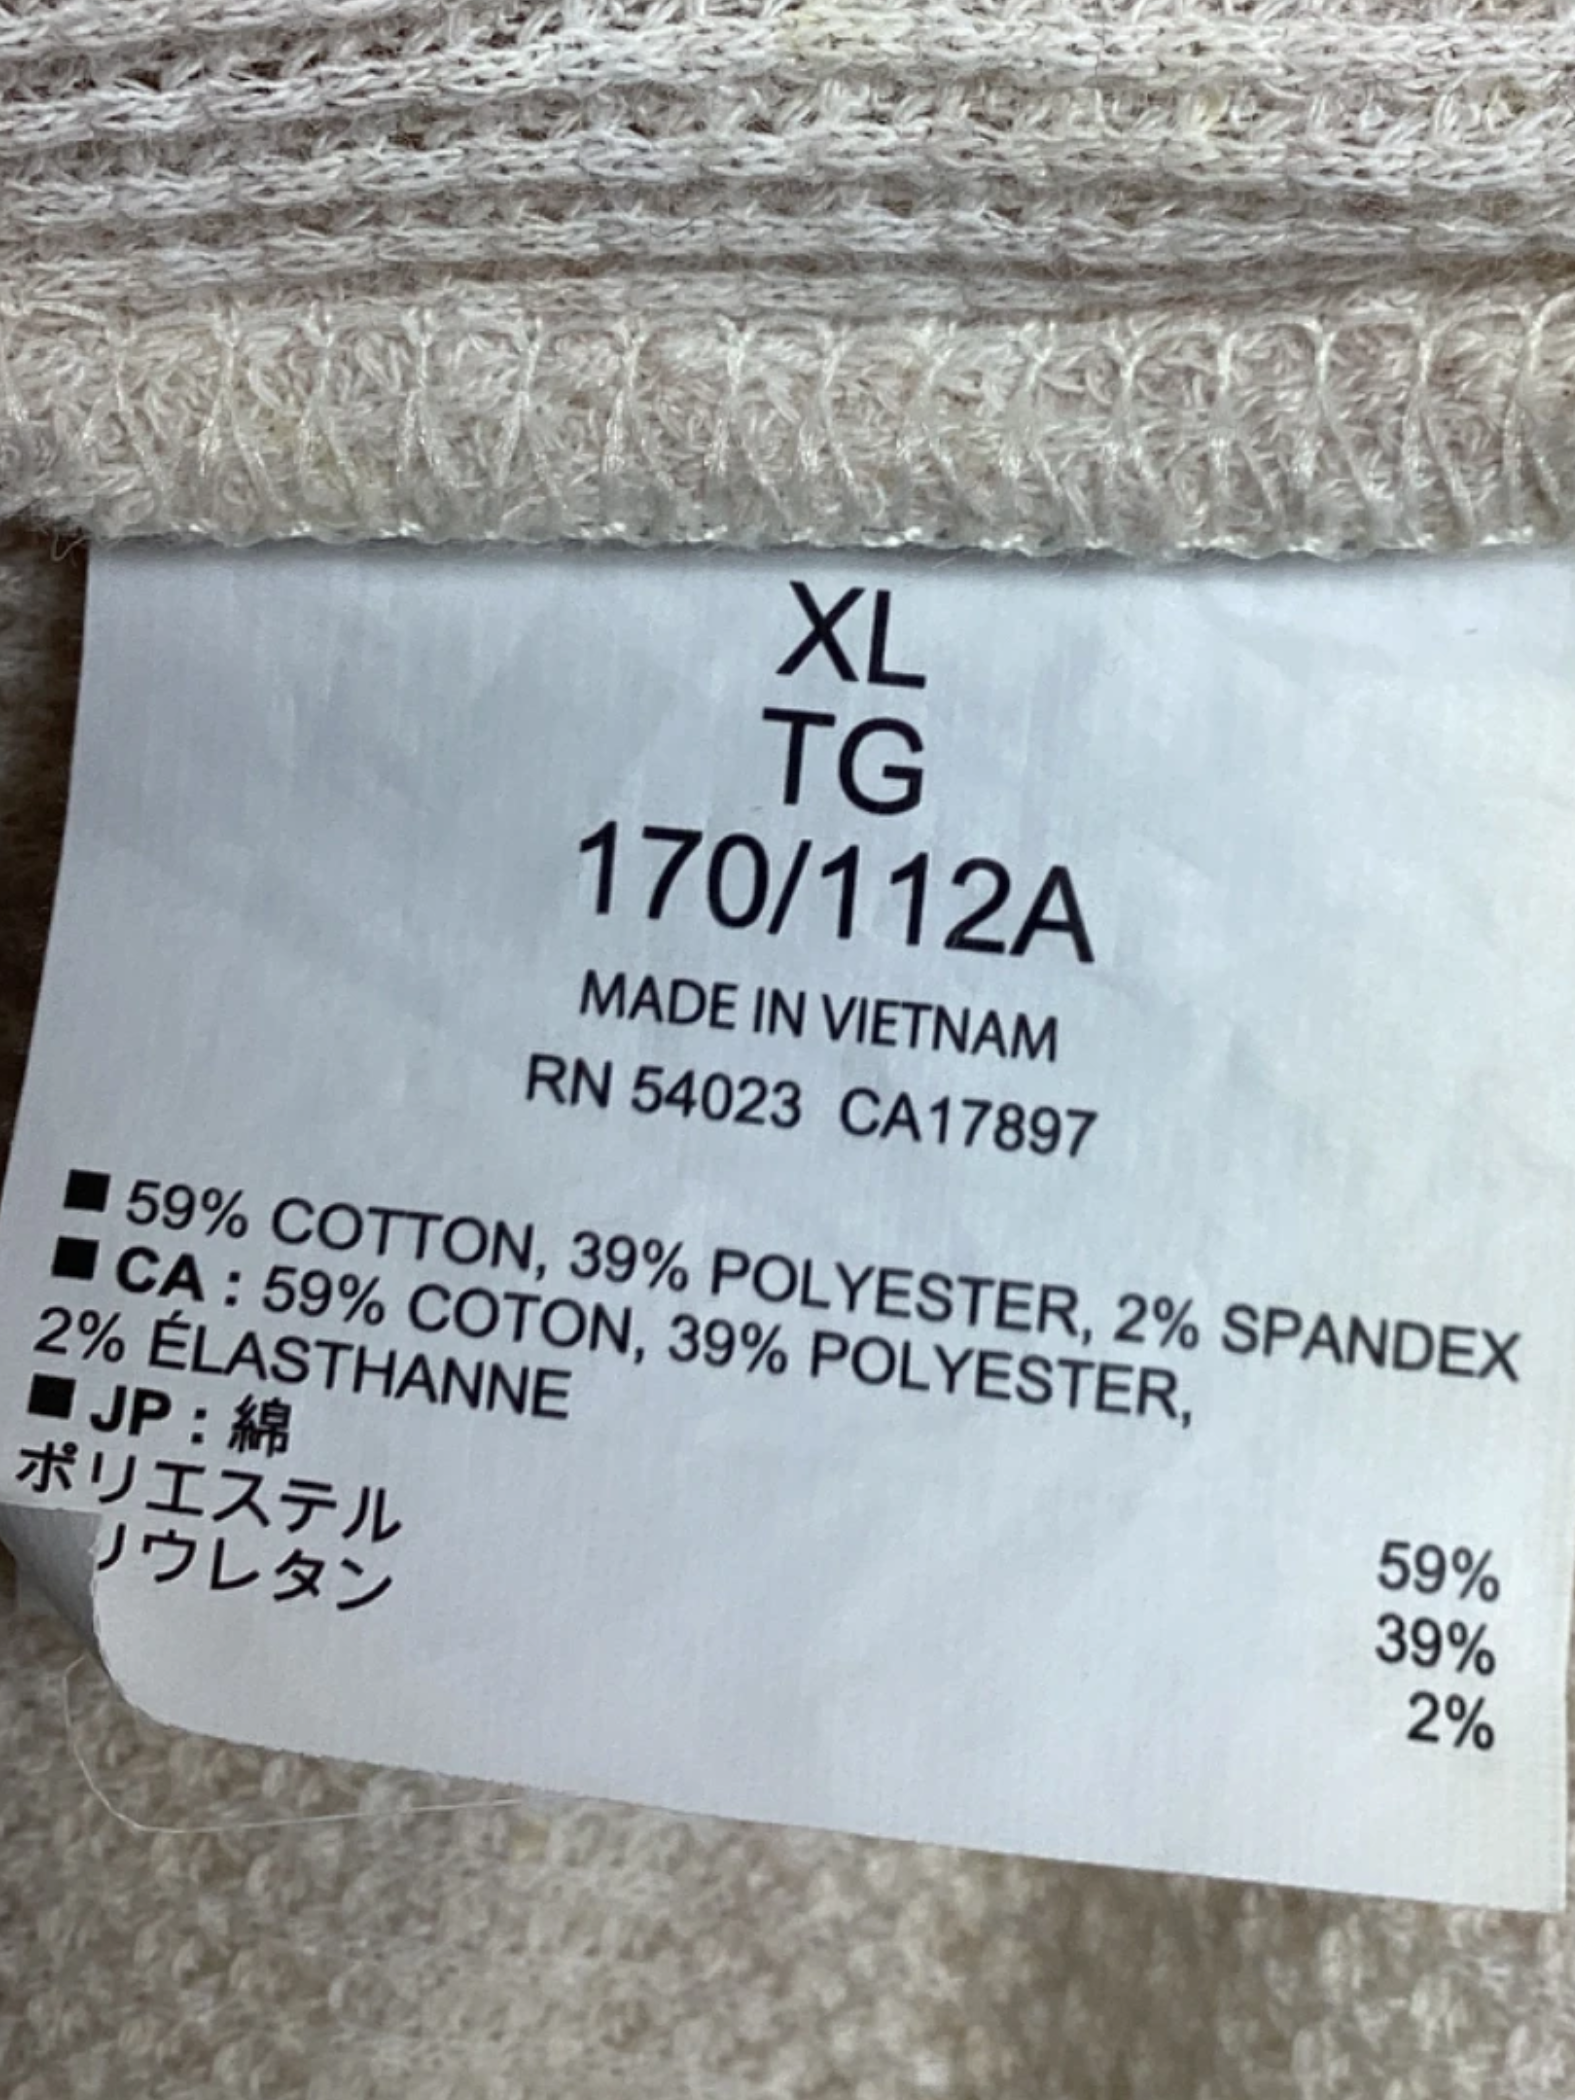 XL
TG
170/112A
MADE IN VIETNAM
RN 54023 CA17897
■ 59% COTTON, 39% POLYESTER, 2% SPANDEX
■ CA : 59% COTON, 39% POLYESTER,
2% ÉLASTHANNE
■ JP : 綿 59%
ポリエステル 39%
リウレタン 2%